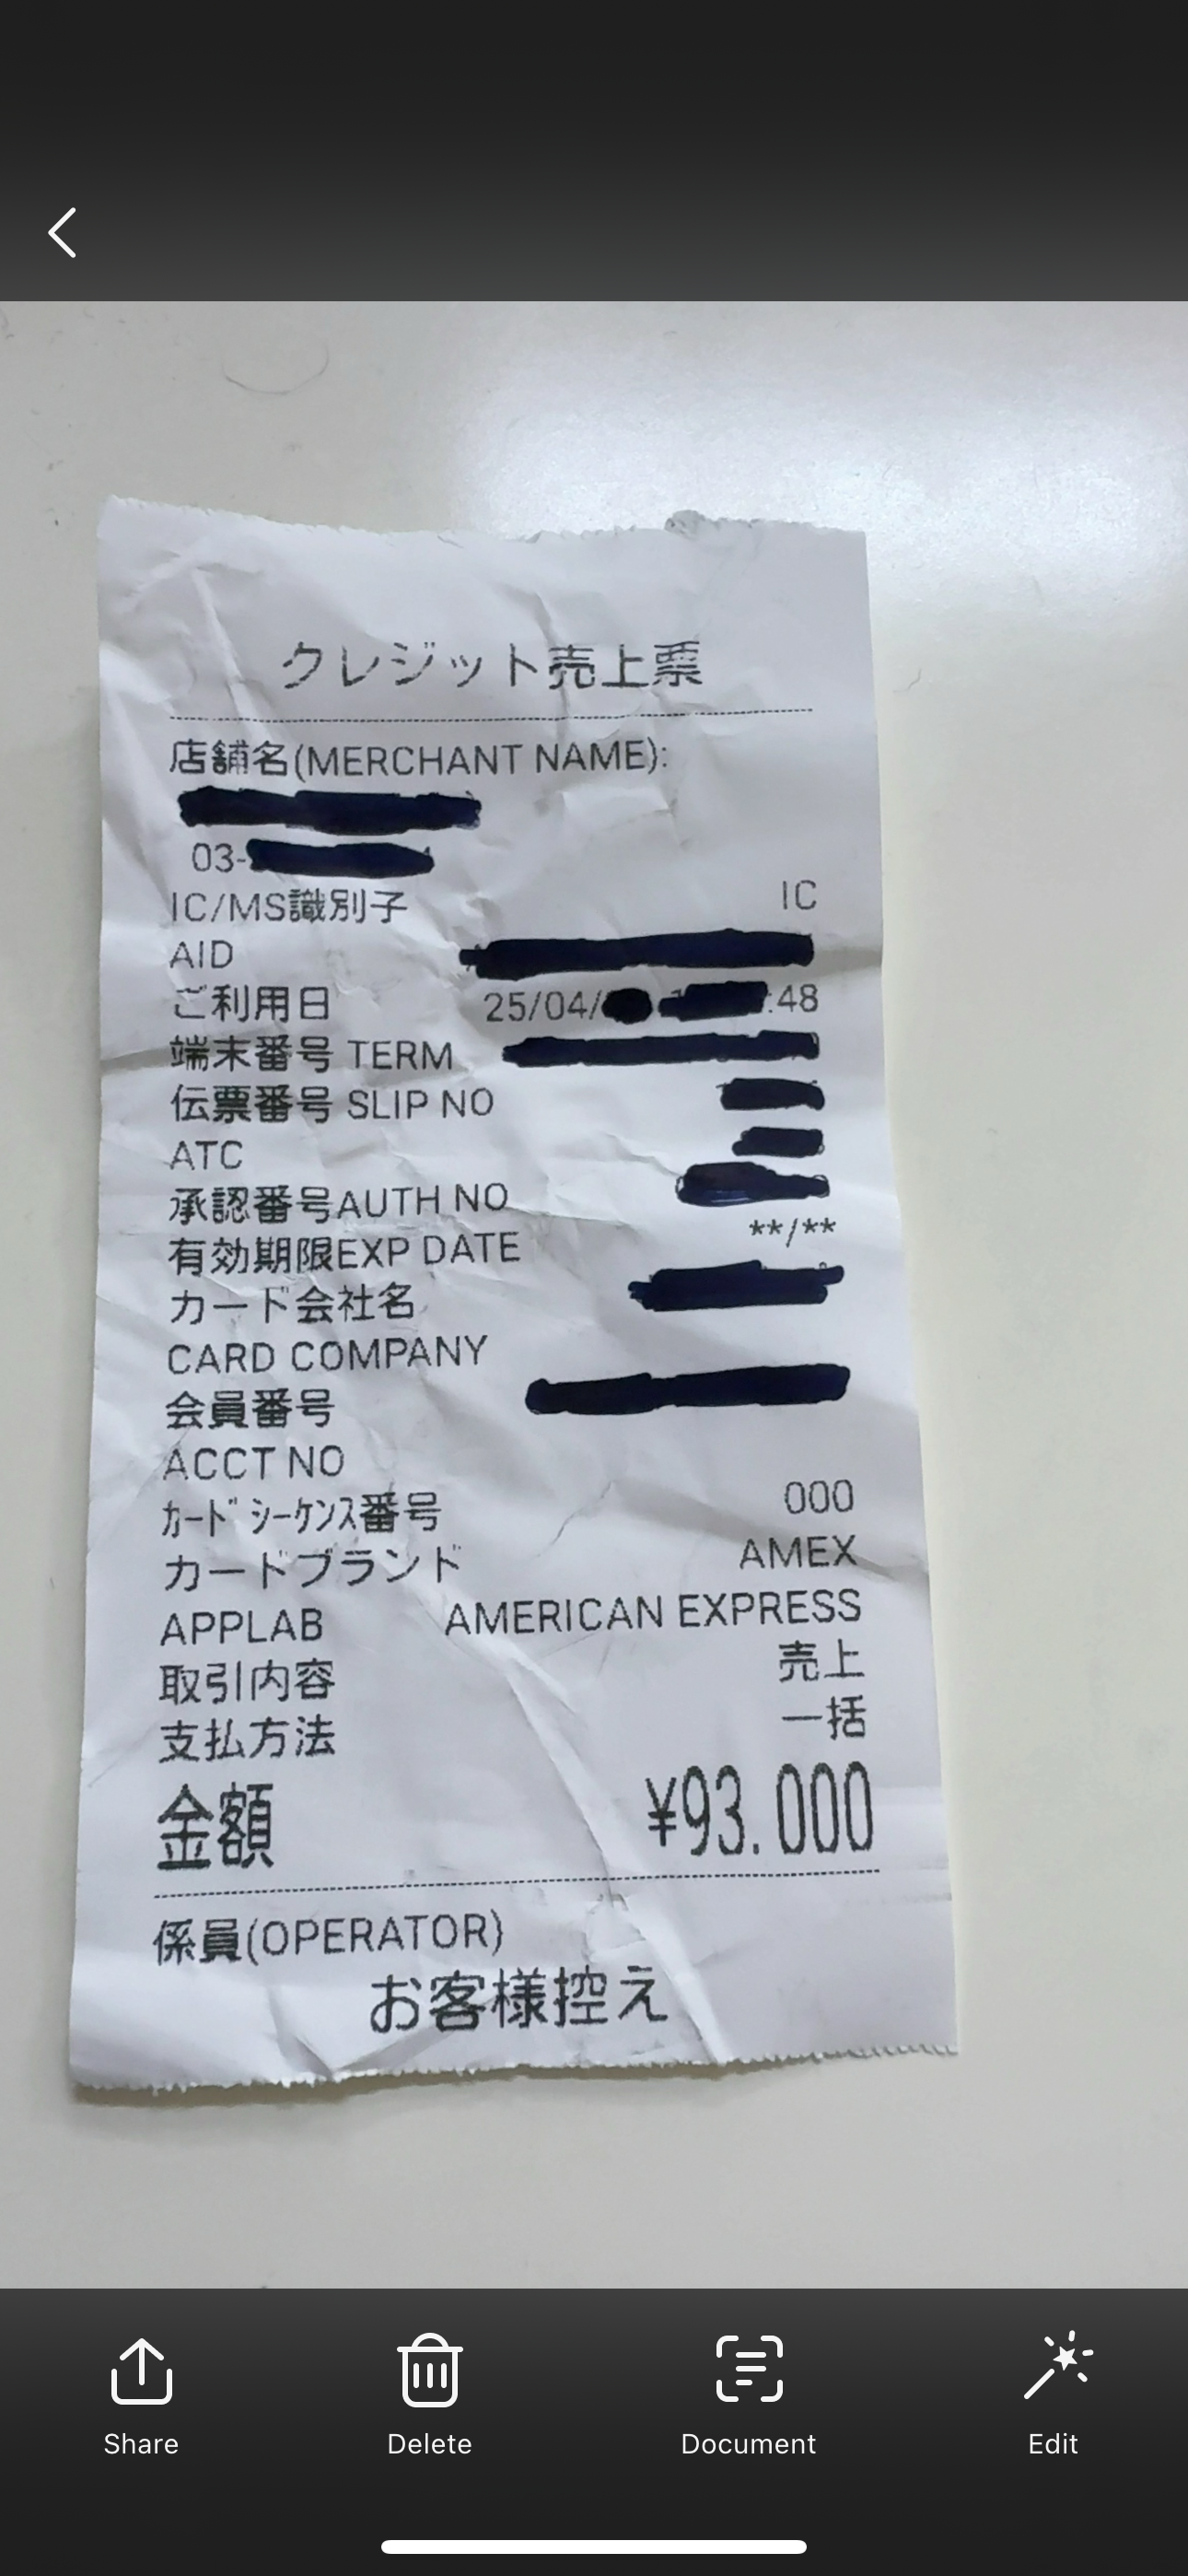 クレジット売上票
店舗名(MERCHANT NAME):
03-
IC/MS識別子 IC
AID
ご利用日 25/04/ :48
端末番号 TERM
伝票番号 SLIP NO
ATC
承認番号AUTH NO
有効期限EXP DATE **/**
カード会社名
CARD COMPANY
会員番号
ACCT NO
ｶｰﾄﾞｼｰｹﾝｽ番号 000
カードブランド AMEX
APPLAB AMERICAN EXPRESS
取引内容 売上
支払方法 一括
金額 ¥93.000
係員(OPERATOR)
お客様控え
Share Delete Document Edit